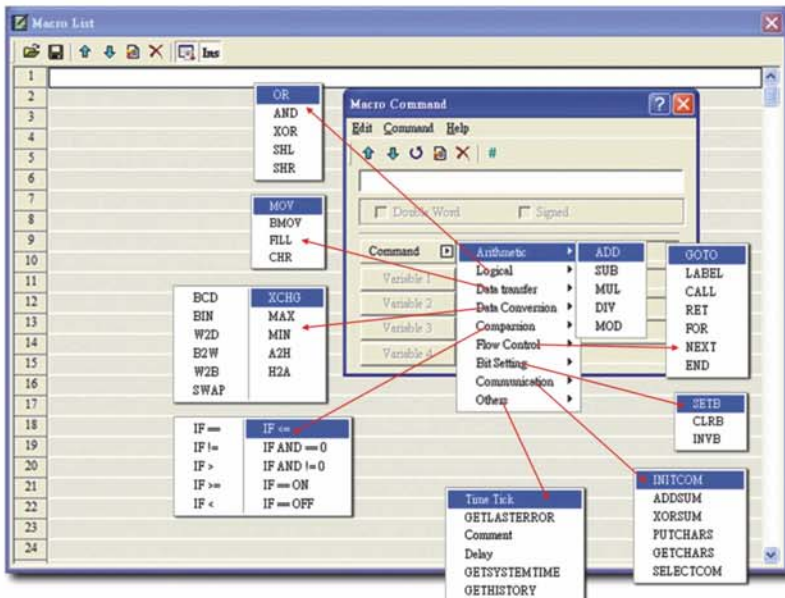 Macro List
Ins
1
2
3
4
5
6
7
8
9
10
11
12
13
14
15
16
17
18
19
20
21
22
23
24
OR
AND
XOR
SHL
SHR
MOV
BMOV
FILL
CHR
BCD XCHG
BIN MAX
W2D MIN
B2W A2H
W2B H2A
SWAP
IF == IF <=
IF != IF AND == 0
IF > IF AND != 0
IF >= IF == ON
IF < IF == OFF
Macro Command
Edit Command Help
#
Double Word Signed
Command
Variable 1
Variable 2
Variable 3
Variable 4
Arithmetic
Logical
Data transfer
Data Conversion
Comparsion
Flow Control
Bit Setting
Communication
Others
ADD
SUB
MUL
DIV
MOD
GOTO
LABEL
CALL
RET
FOR
NEXT
END
SETB
CLRB
INVB
INITCOM
ADDSUM
XORSUM
PUTCHARS
GETCHARS
SELECTCOM
Time Tick
GETLASTERROR
Comment
Delay
GETSYSTEMTIME
GETHISTORY